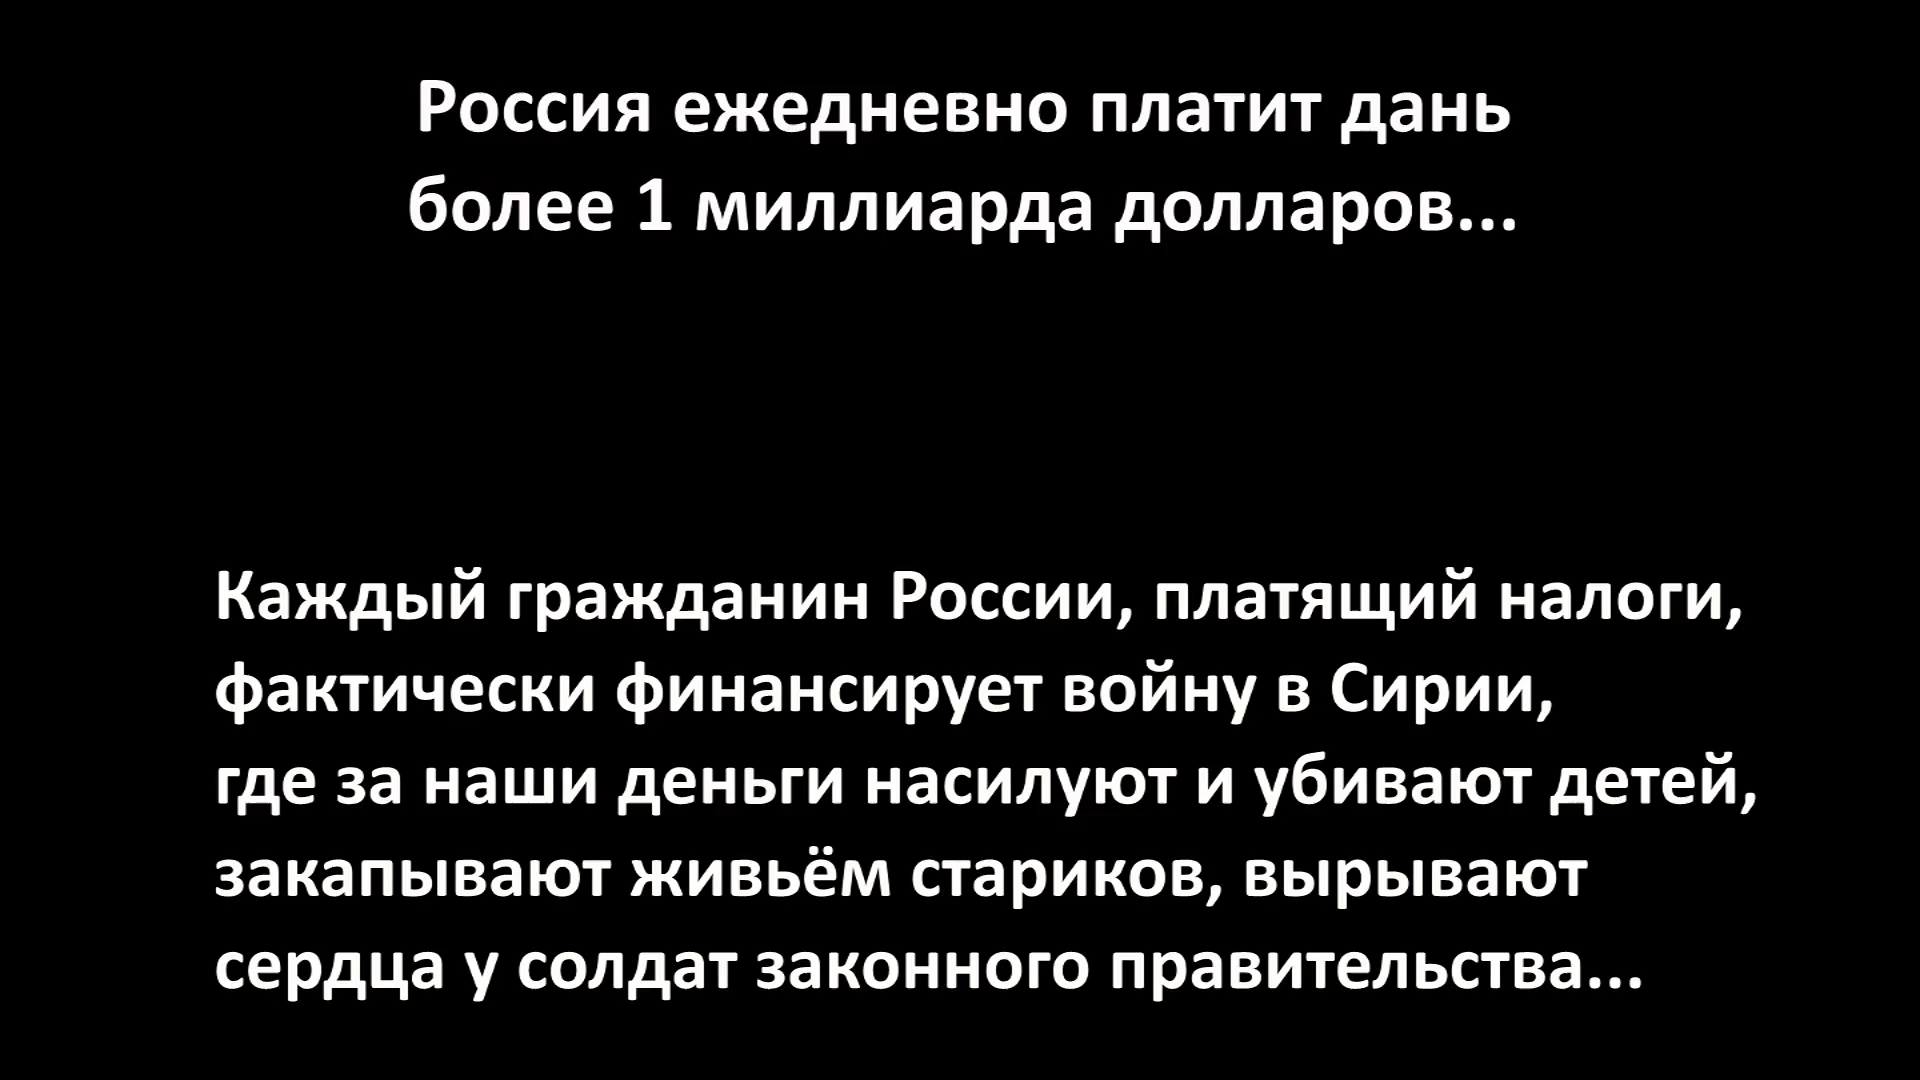 Россия ежедневно платит дань
более 1 миллиарда долларов...
Каждый гражданин России, платящий налоги,
фактически финансирует войну в Сирии,
где за наши деньги насилуют и убивают детей,
закапывают живьём стариков, вырывают
сердца у солдат законного правительства...